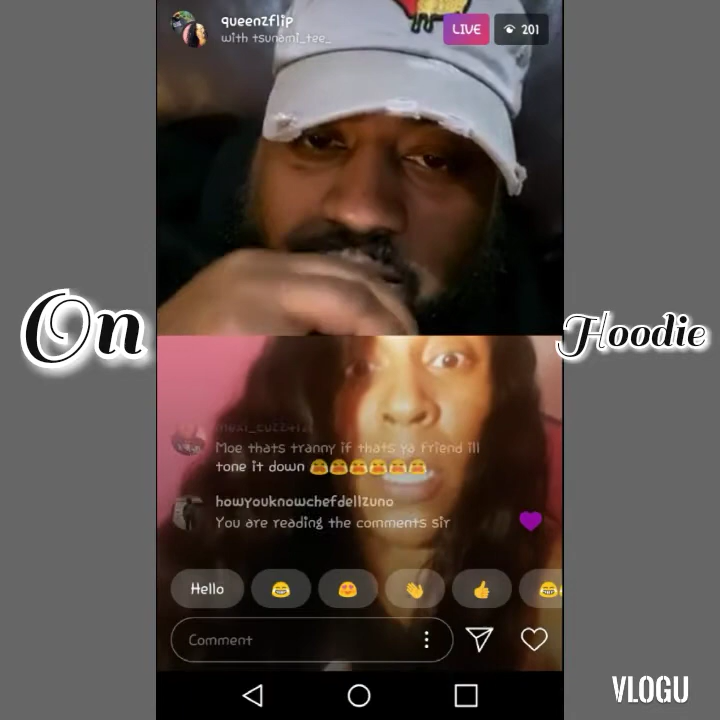 queenzflip
with tsunami_tee_
LIVE
201
On
Hoodie
Moe thats tranny if thats ya friend ill
tone it down 😫😫😫😫😫😫
howyouknowchefdellzuno
You are reading the comments sir
Hello
Comment
VLOGU